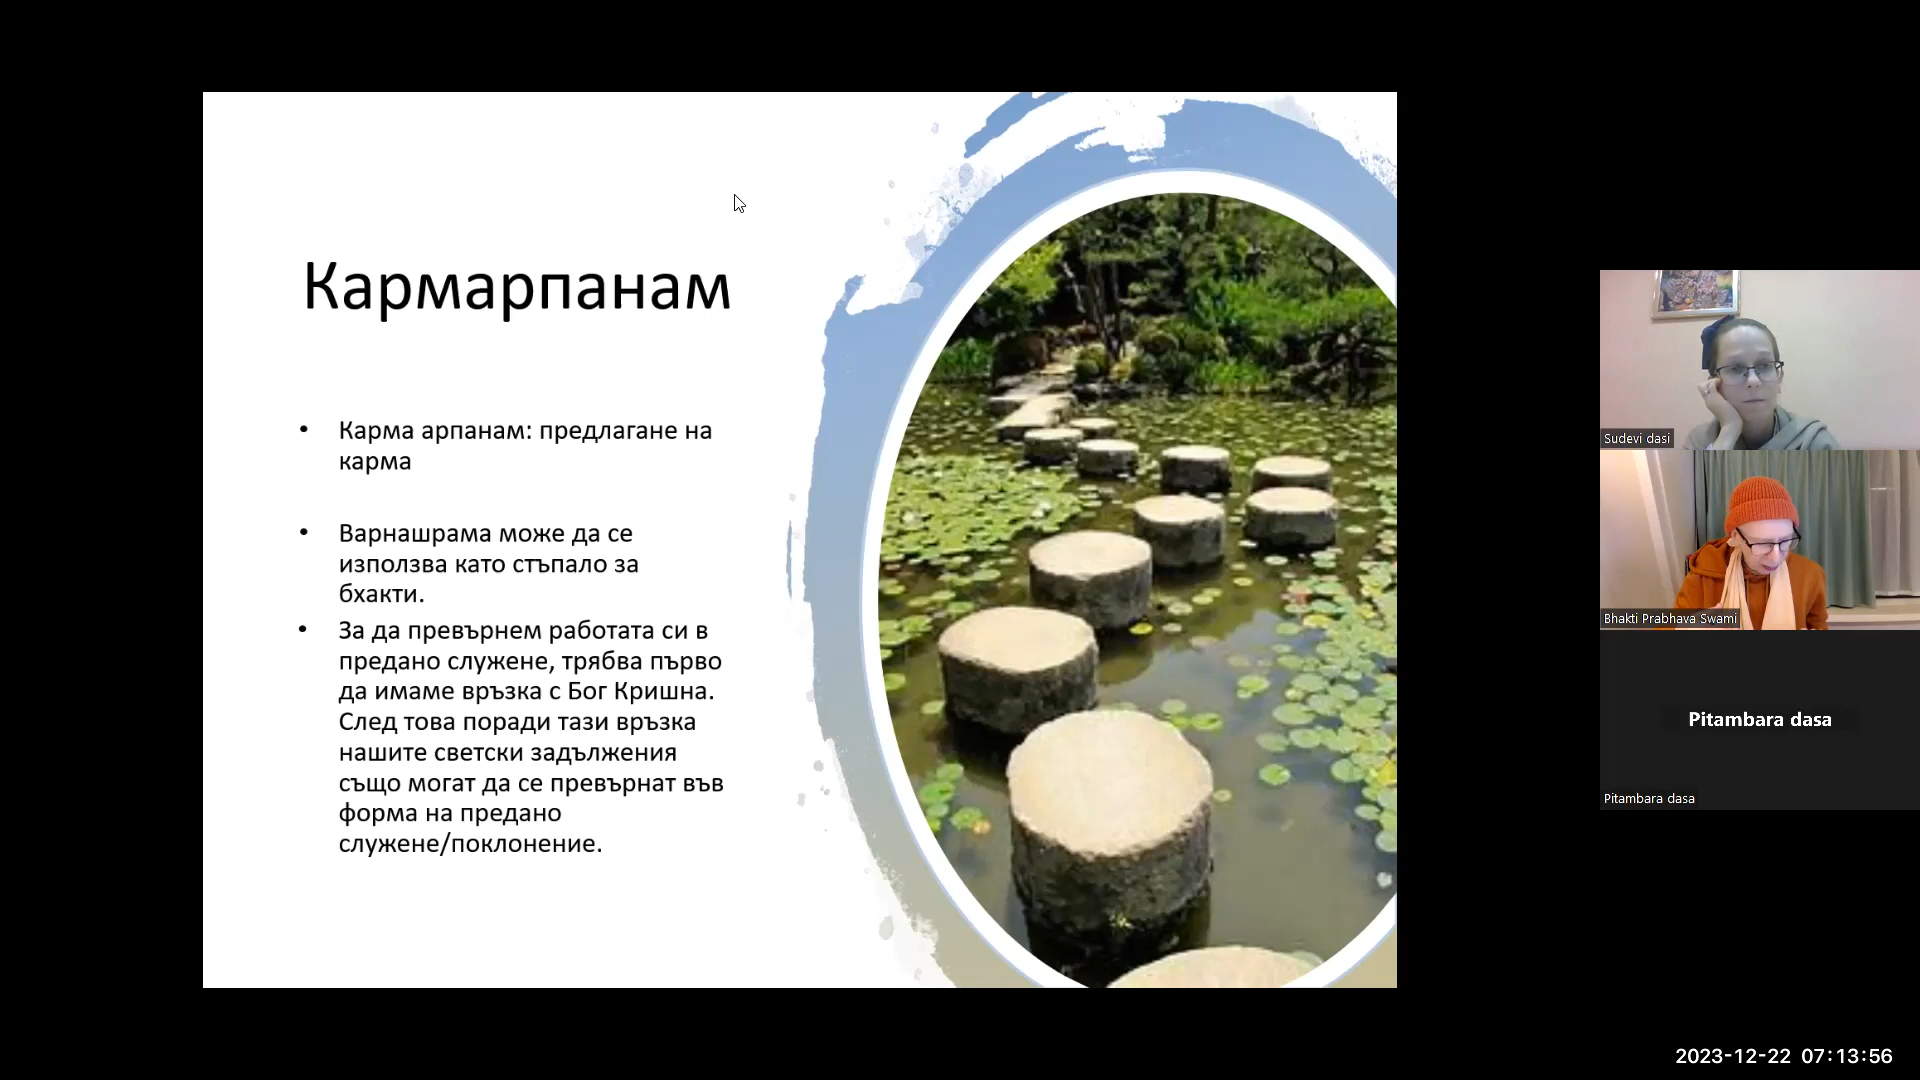 Кармарпанам
• Карма арпанам: предлагане на
карма
• Варнашрама може да се
използва като стъпало за
бхакти.
• За да превърнем работата си в
предано служене, трябва първо
да имаме връзка с Бог Кришна.
След това поради тази връзка
нашите светски задължения
също могат да се превърнат във
форма на предано
служене/поклонение.
Sudevi dasi
Bhakti Prabhava Swami
Pitambara dasa
Pitambara dasa
2023-12-22 07:13:56